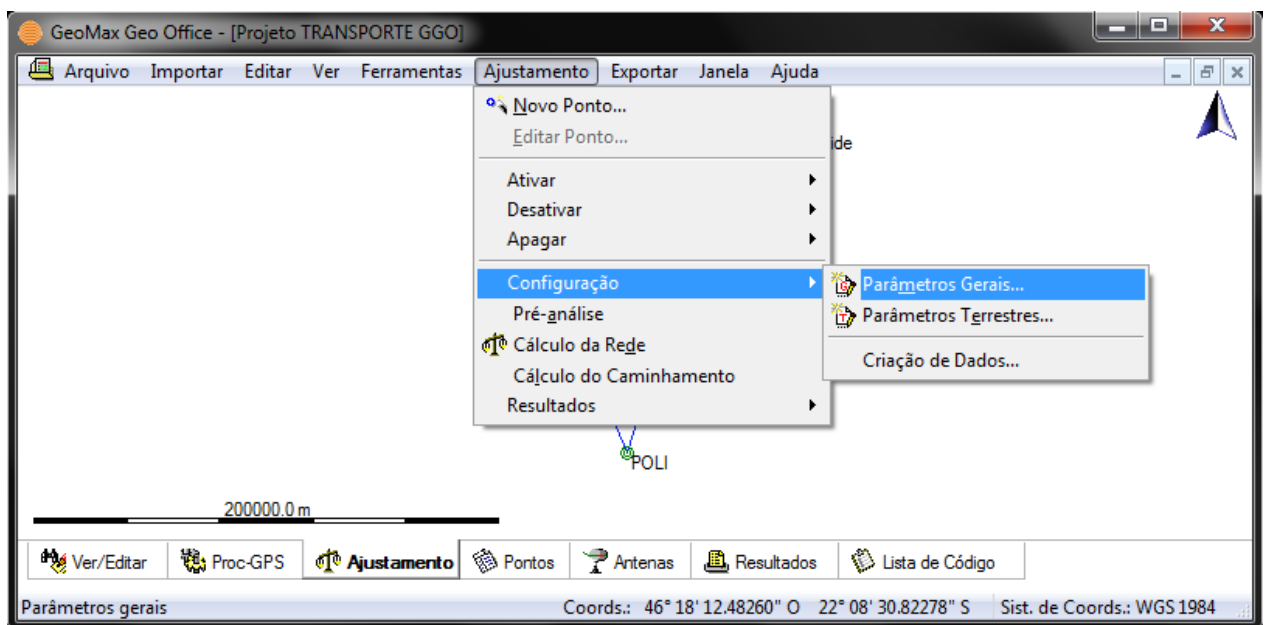 GeoMax Geo Office - [Projeto TRANSPORTE GGO]
Arquivo Importar Editar Ver Ferramentas Ajustamento Exportar Janela Ajuda
Novo Ponto...
Editar Ponto...
ide
Ativar
Desativar
Apagar
Configuração
Parâmetros Gerais...
Pré-análise
Parâmetros Terrestres...
Cálculo da Rede
Criação de Dados...
Cálculo do Caminhamento
Resultados
POLI
200000.0 m
Ver/Editar Proc-GPS Ajustamento Pontos Antenas Resultados Lista de Código
Parâmetros gerais Coords.: 46° 18' 12.48260" O 22° 08' 30.82278" S Sist. de Coords.: WGS 1984